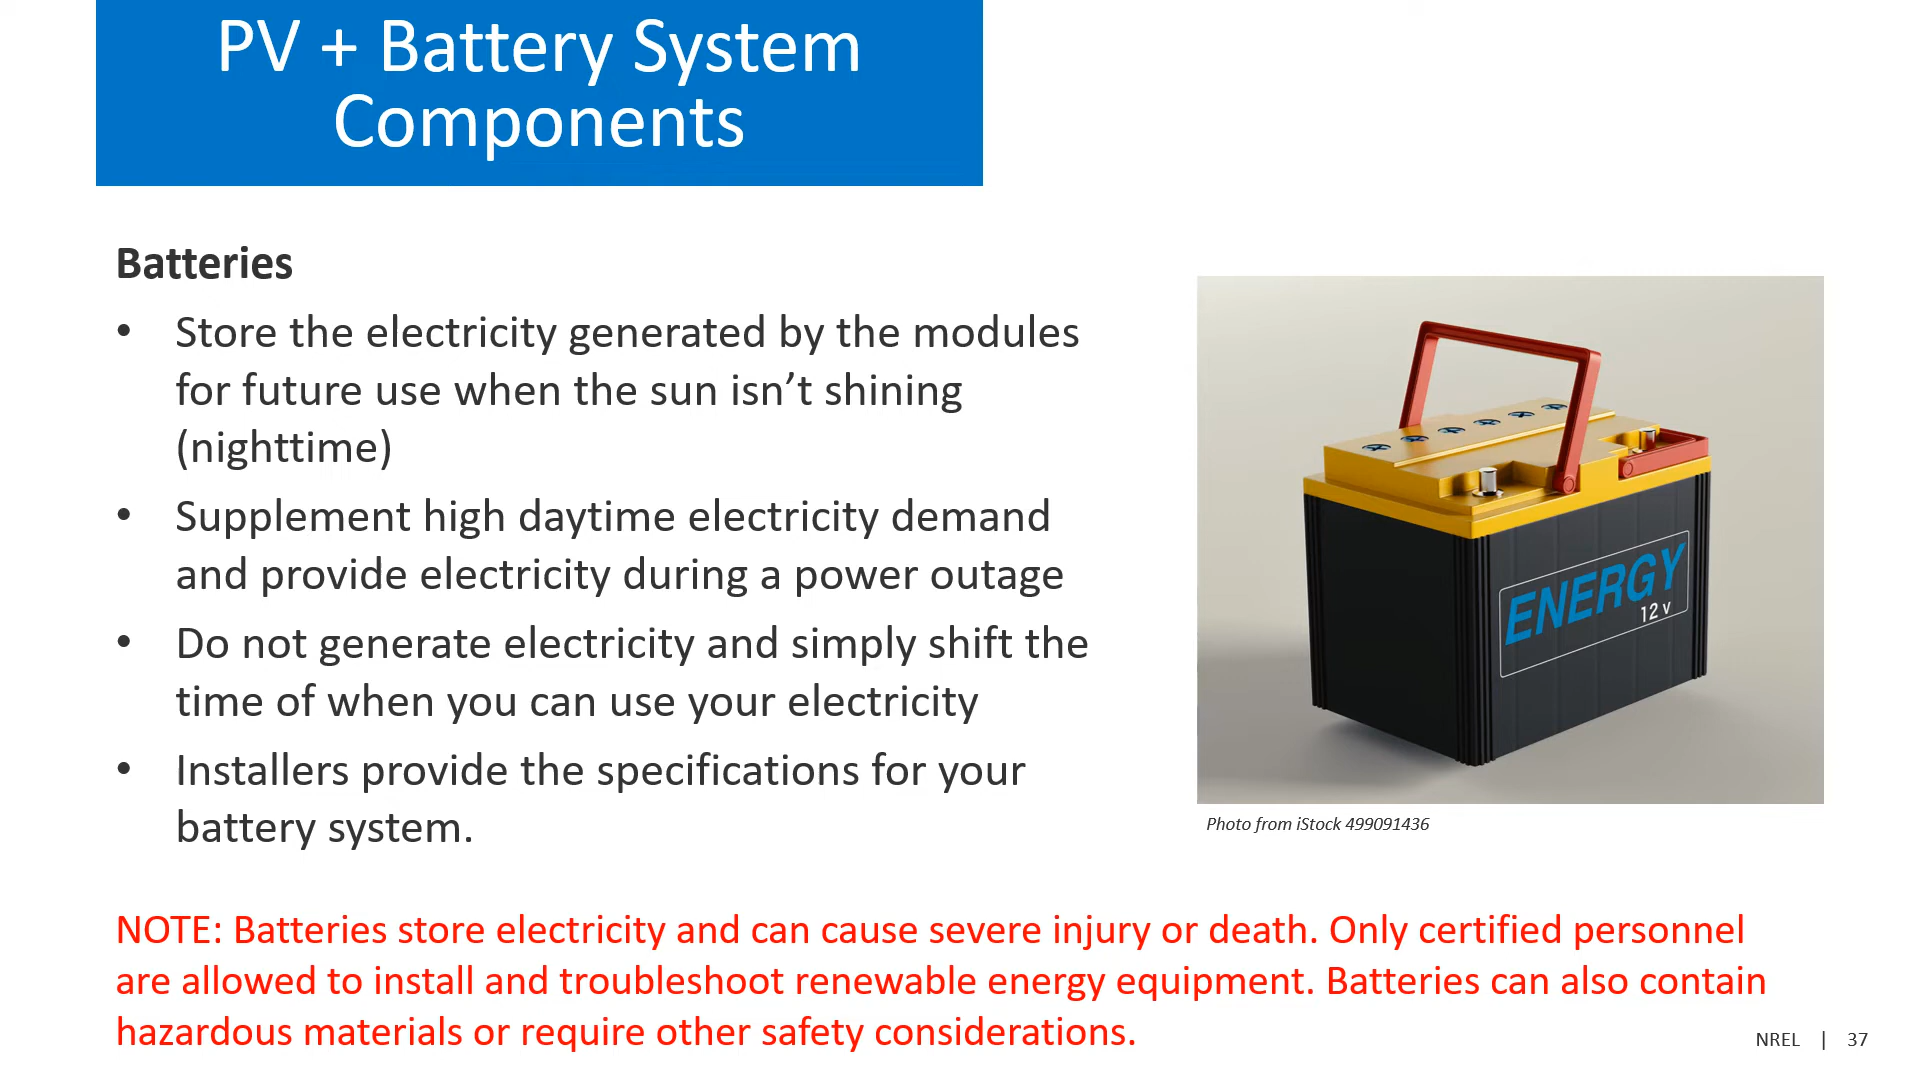 PV + Battery System
Components
Batteries
• Store the electricity generated by the modules
for future use when the sun isn’t shining
(nighttime)
• Supplement high daytime electricity demand
and provide electricity during a power outage
• Do not generate electricity and simply shift the
time of when you can use your electricity
• Installers provide the specifications for your
battery system.
ENERGY
12 v
Photo from iStock 499091436
NOTE: Batteries store electricity and can cause severe injury or death. Only certified personnel
are allowed to install and troubleshoot renewable energy equipment. Batteries can also contain
hazardous materials or require other safety considerations.
NREL | 37